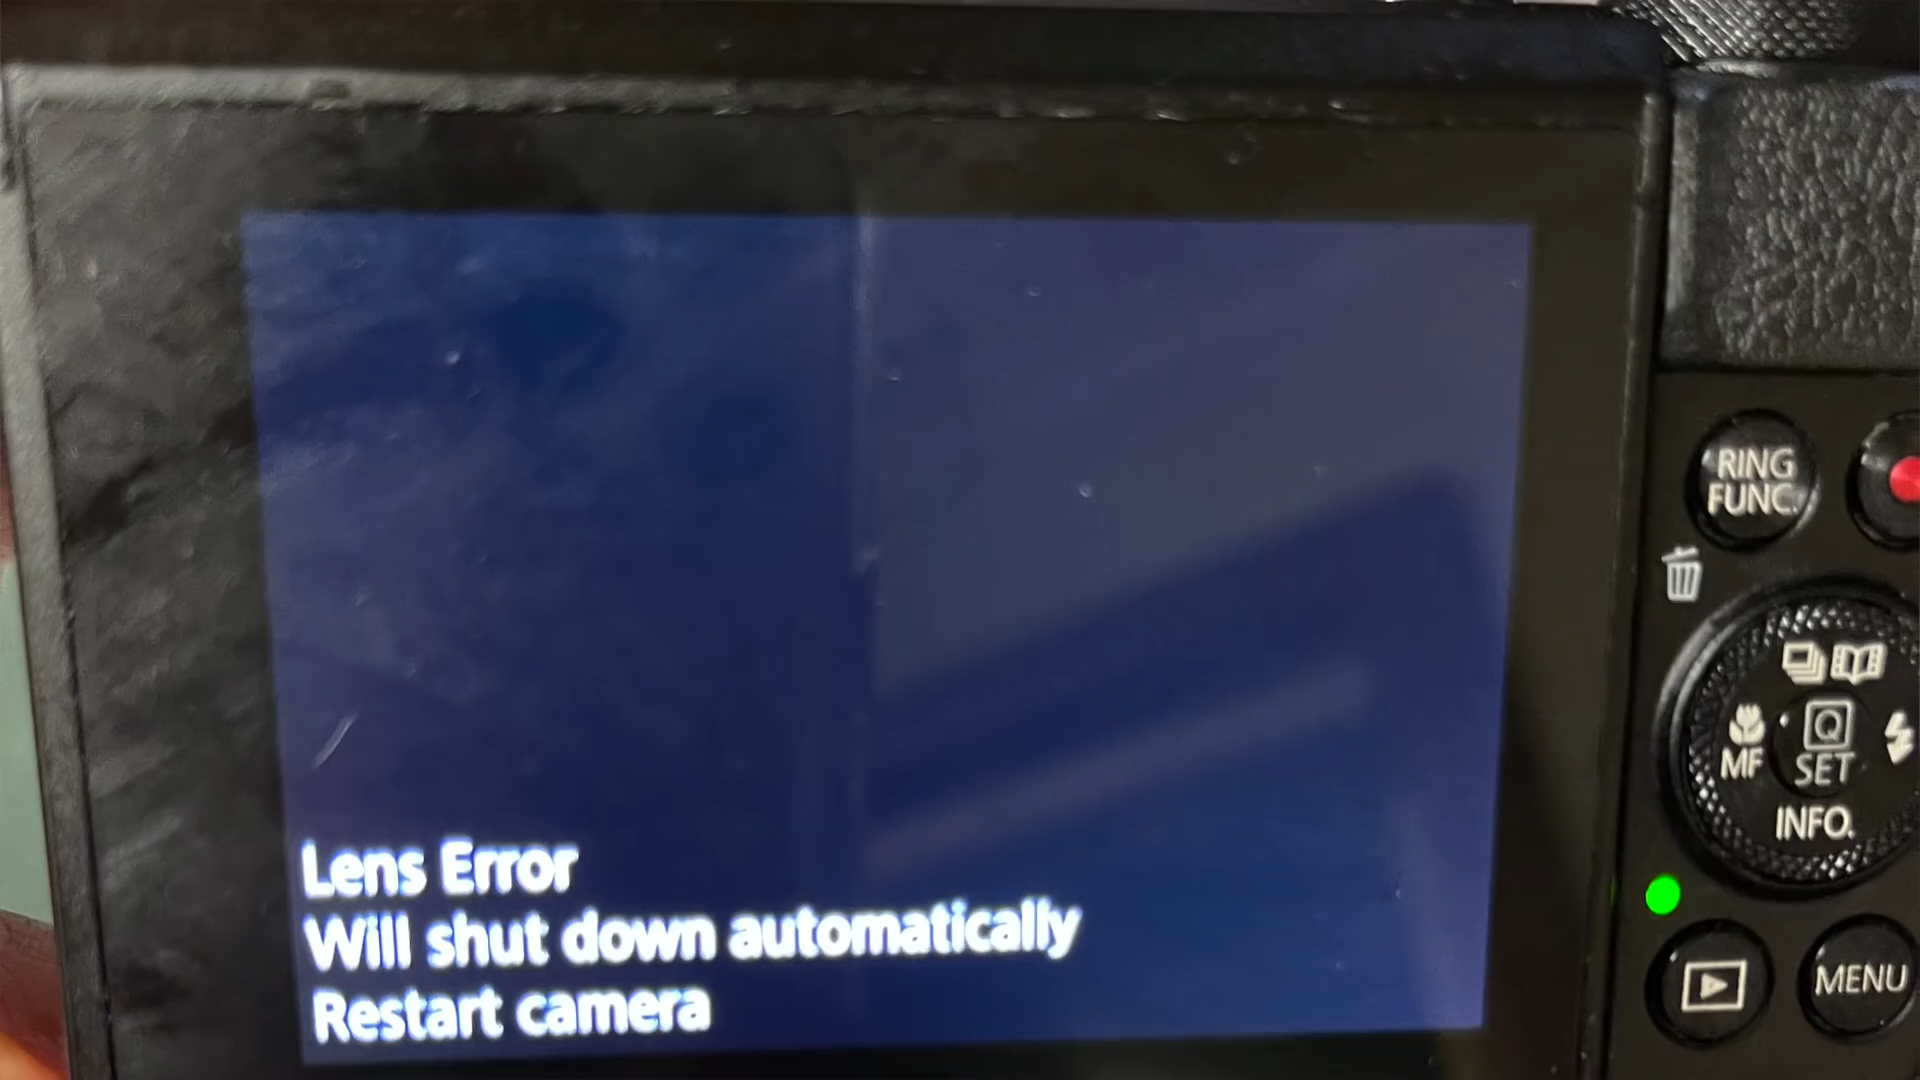 Lens Error
Will shut down automatically
Restart camera
RING
FUNC.
MF
Q
SET
INFO.
MENU